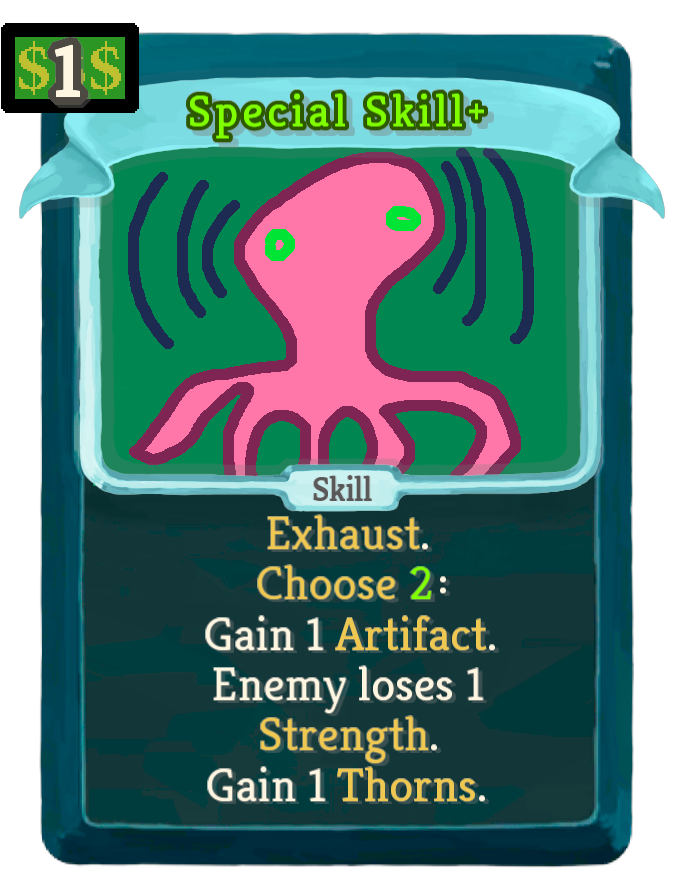 $1$
Special Skill+
Skill
Exhaust.
Choose 2:
Gain 1 Artifact.
Enemy loses 1
Strength.
Gain 1 Thorns.